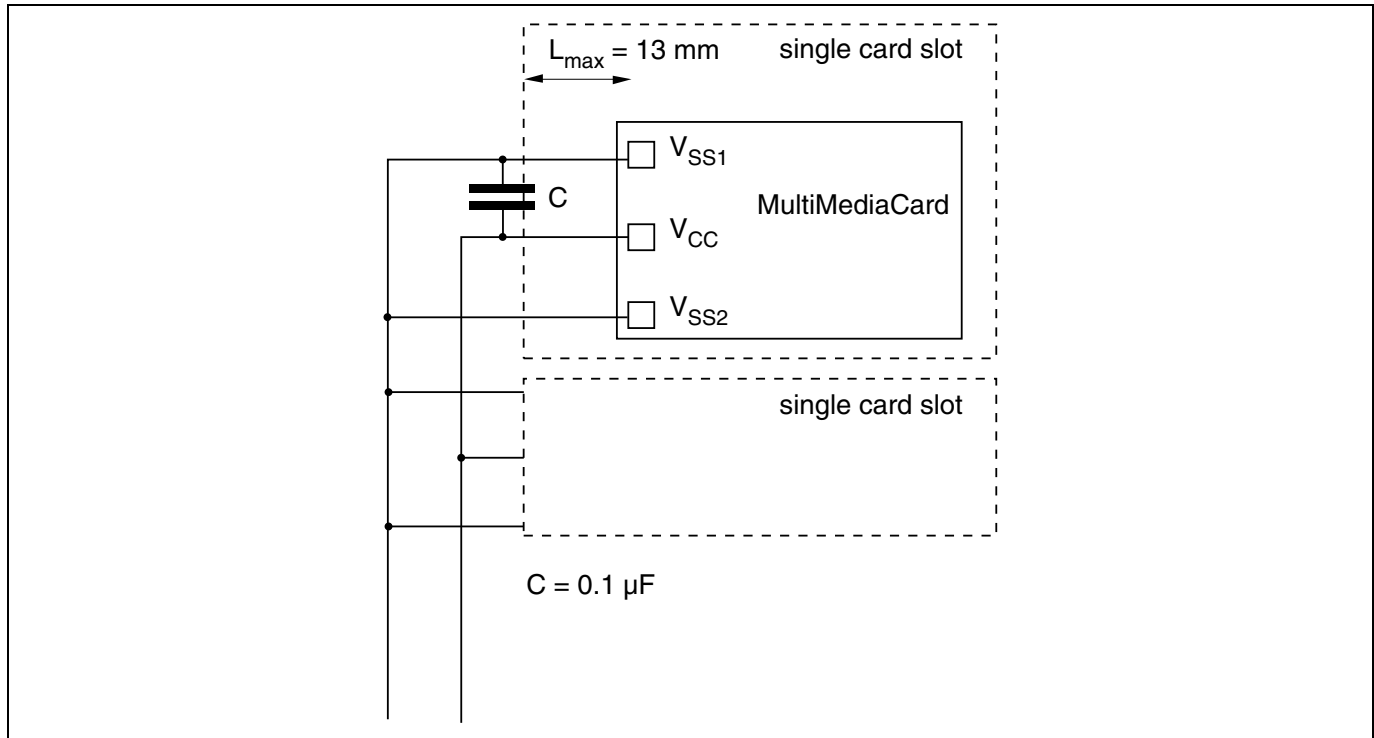 L_max = 13 mm
single card slot
V_SS1
C
MultiMediaCard
V_CC
V_SS2
single card slot
C = 0.1 µF